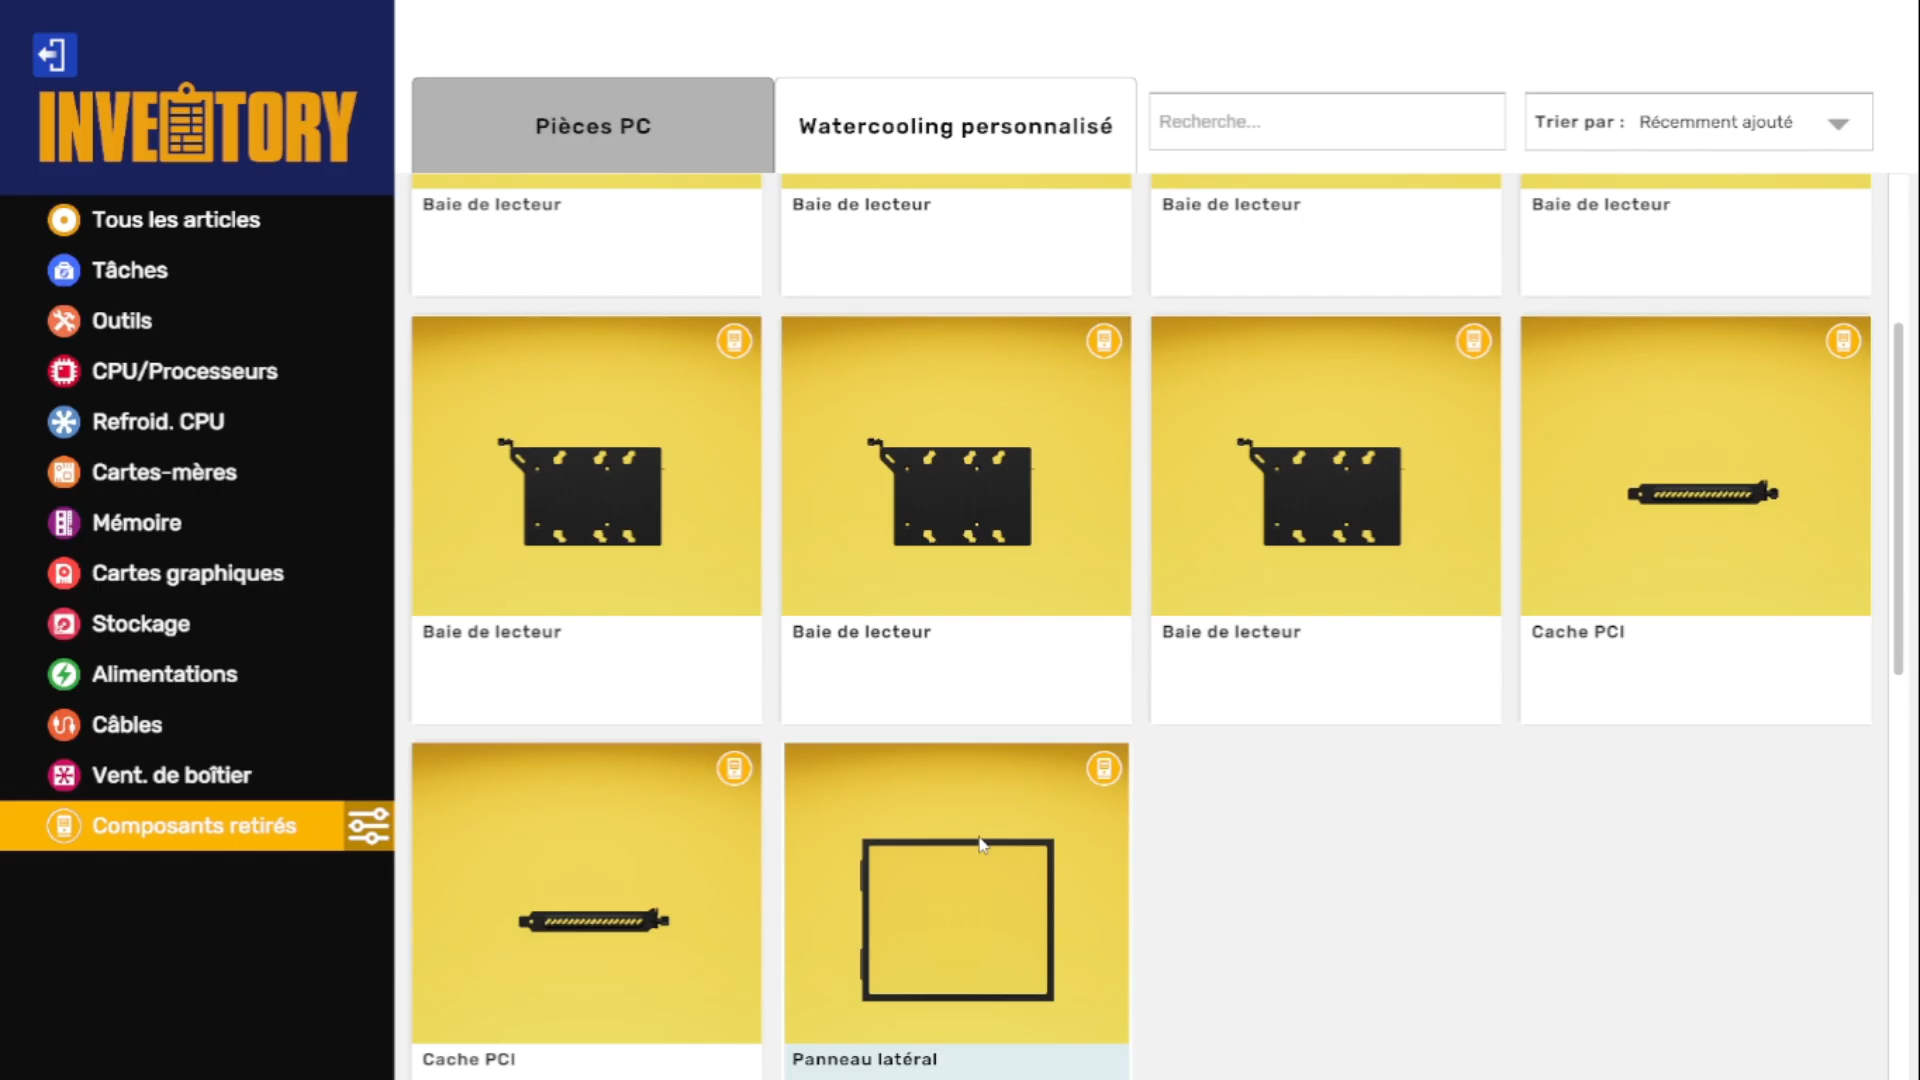 INVENTORY
Tous les articles
Tâches
Outils
CPU/Processeurs
Refroid. CPU
Cartes-mères
Mémoire
Cartes graphiques
Stockage
Alimentations
Câbles
Vent. de boîtier
Composants retirés
Pièces PC
Watercooling personnalisé
Recherche...
Trier par : Récemment ajouté
Baie de lecteur
Baie de lecteur
Baie de lecteur
Baie de lecteur
Baie de lecteur
Baie de lecteur
Baie de lecteur
Cache PCI
Cache PCI
Panneau latéral